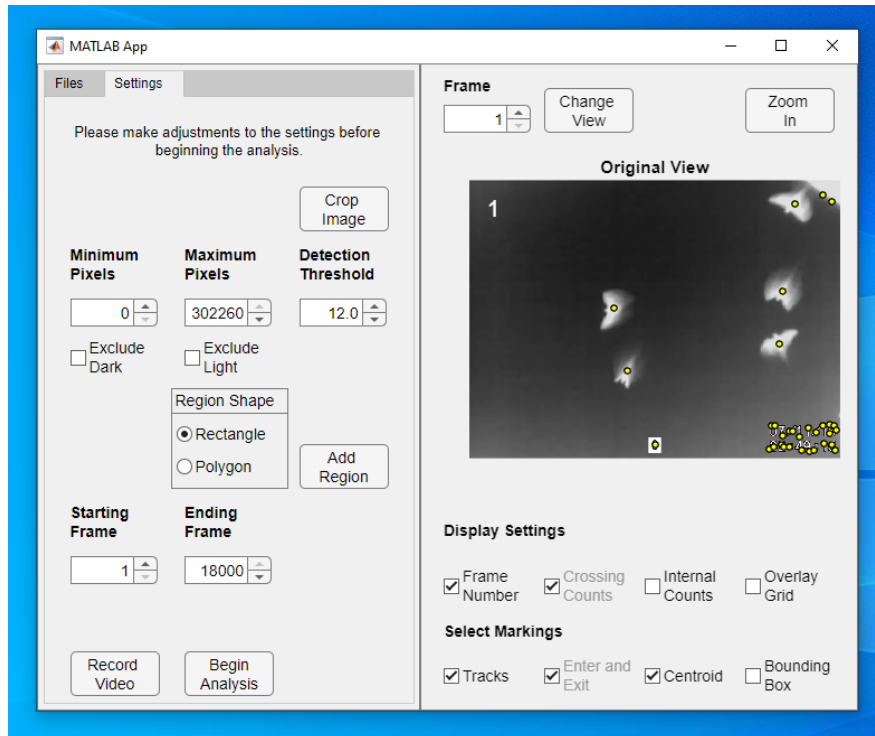 MATLAB App
Files Settings
Please make adjustments to the settings before
beginning the analysis.
Crop
Image
Minimum
Pixels
Maximum
Pixels
Detection
Threshold
0
302260
12.0
Exclude
Dark
Exclude
Light
Region Shape
Rectangle
Polygon
Add
Region
Starting
Frame
Ending
Frame
1
18000
Record
Video
Begin
Analysis
Frame
1
Change
View
Zoom
In
Original View
1
Display Settings
Frame
Number
Crossing
Counts
Internal
Counts
Overlay
Grid
Select Markings
Tracks
Enter and
Exit
Centroid
Bounding
Box